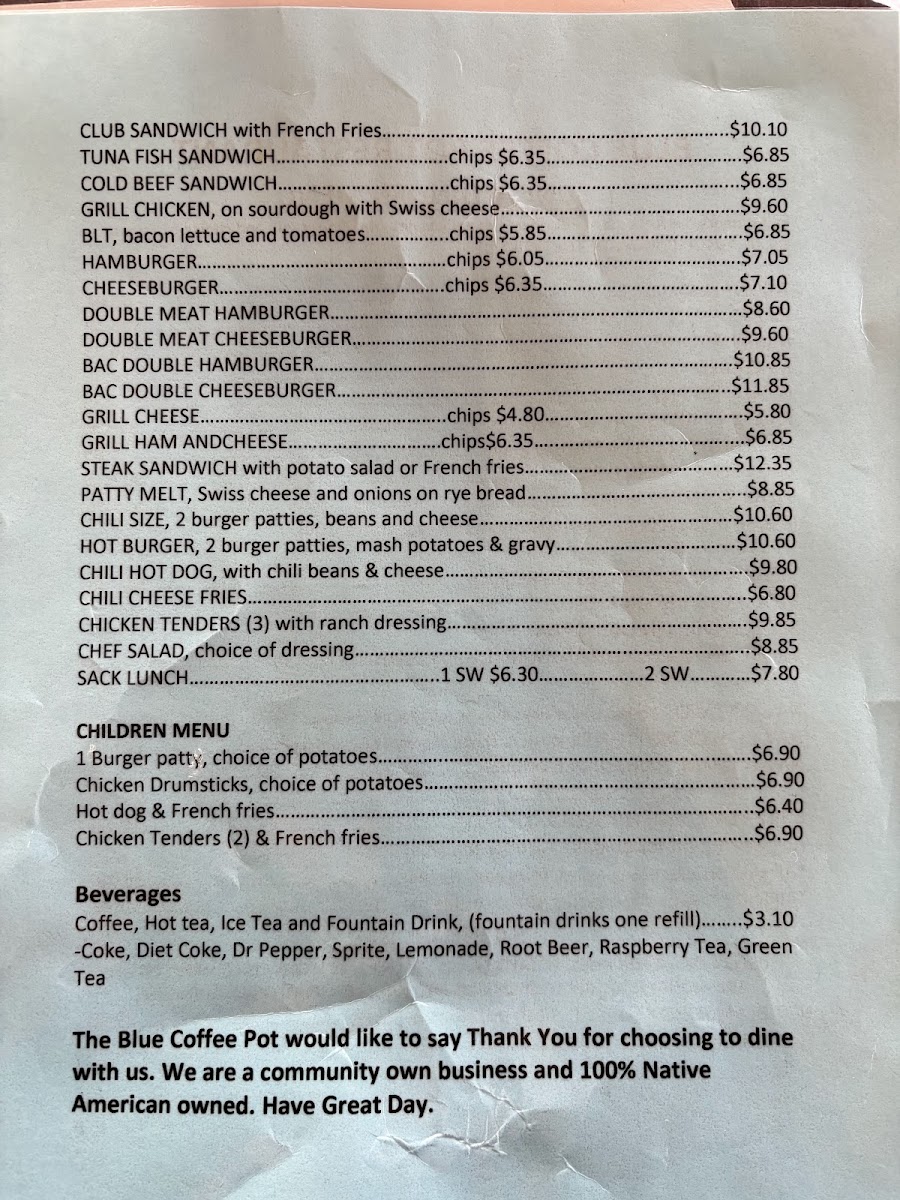 CLUB SANDWICH with French Fries..........$10.10
TUNA FISH SANDWICH..........chips $6.35..........$6.85
COLD BEEF SANDWICH..........chips $6.35..........$6.85
GRILL CHICKEN, on sourdough with Swiss cheese..........$9.60
BLT, bacon lettuce and tomatoes..........chips $5.85..........$6.85
HAMBURGER..........chips $6.05..........$7.05
CHEESEBURGER..........chips $6.35..........$7.10
DOUBLE MEAT HAMBURGER..........$8.60
DOUBLE MEAT CHEESEBURGER..........$9.60
BAC DOUBLE HAMBURGER..........$10.85
BAC DOUBLE CHEESEBURGER..........$11.85
GRILL CHEESE..........chips $4.80..........$5.80
GRILL HAM ANDCHEESE..........chips$6.35..........$6.85
STEAK SANDWICH with potato salad or French fries..........$12.35
PATTY MELT, Swiss cheese and onions on rye bread..........$8.85
CHILI SIZE, 2 burger patties, beans and cheese..........$10.60
HOT BURGER, 2 burger patties, mash potatoes & gravy..........$10.60
CHILI HOT DOG, with chili beans & cheese..........$9.80
CHILI CHEESE FRIES..........$6.80
CHICKEN TENDERS (3) with ranch dressing..........$9.85
CHEF SALAD, choice of dressing..........$8.85
SACK LUNCH..........1 SW $6.30..........2 SW..........$7.80
CHILDREN MENU
1 Burger patty, choice of potatoes..........$6.90
Chicken Drumsticks, choice of potatoes..........$6.90
Hot dog & French fries..........$6.40
Chicken Tenders (2) & French fries..........$6.90
Beverages
Coffee, Hot tea, Ice Tea and Fountain Drink, (fountain drinks one refill)........$3.10
-Coke, Diet Coke, Dr Pepper, Sprite, Lemonade, Root Beer, Raspberry Tea, Green
Tea
The Blue Coffee Pot would like to say Thank You for choosing to dine
with us. We are a community own business and 100% Native
American owned. Have Great Day.